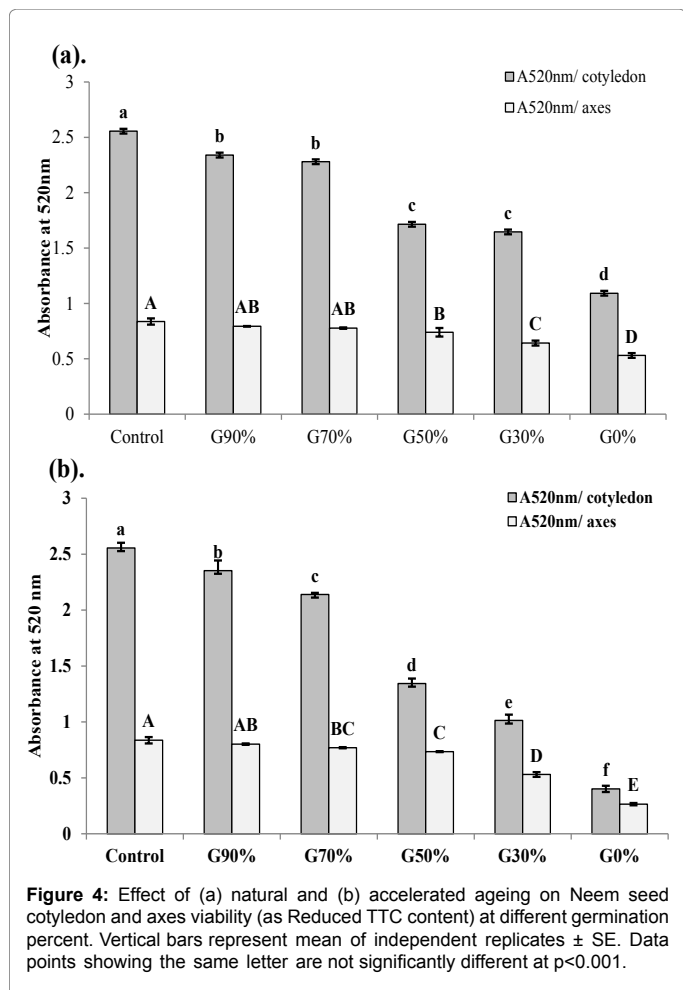 (a).
A520nm/ cotyledon
A520nm/ axes
Absorbance at 520nm
3
2.5
2
1.5
1
0.5
0
a
b
b
c
c
d
A
AB
AB
B
C
D
Control G90% G70% G50% G30% G0%
(b).
A520nm/ cotyledon
A520nm/ axes
Absorbance at 520 nm
3
2.5
2
1.5
1
0.5
0
a
b
c
d
e
f
A
AB
BC
C
D
E
Control G90% G70% G50% G30% G0%
Figure 4: Effect of (a) natural and (b) accelerated ageing on Neem seed
cotyledon and axes viability (as Reduced TTC content) at different germination
percent. Vertical bars represent mean of independent replicates ± SE. Data
points showing the same letter are not significantly different at p<0.001.